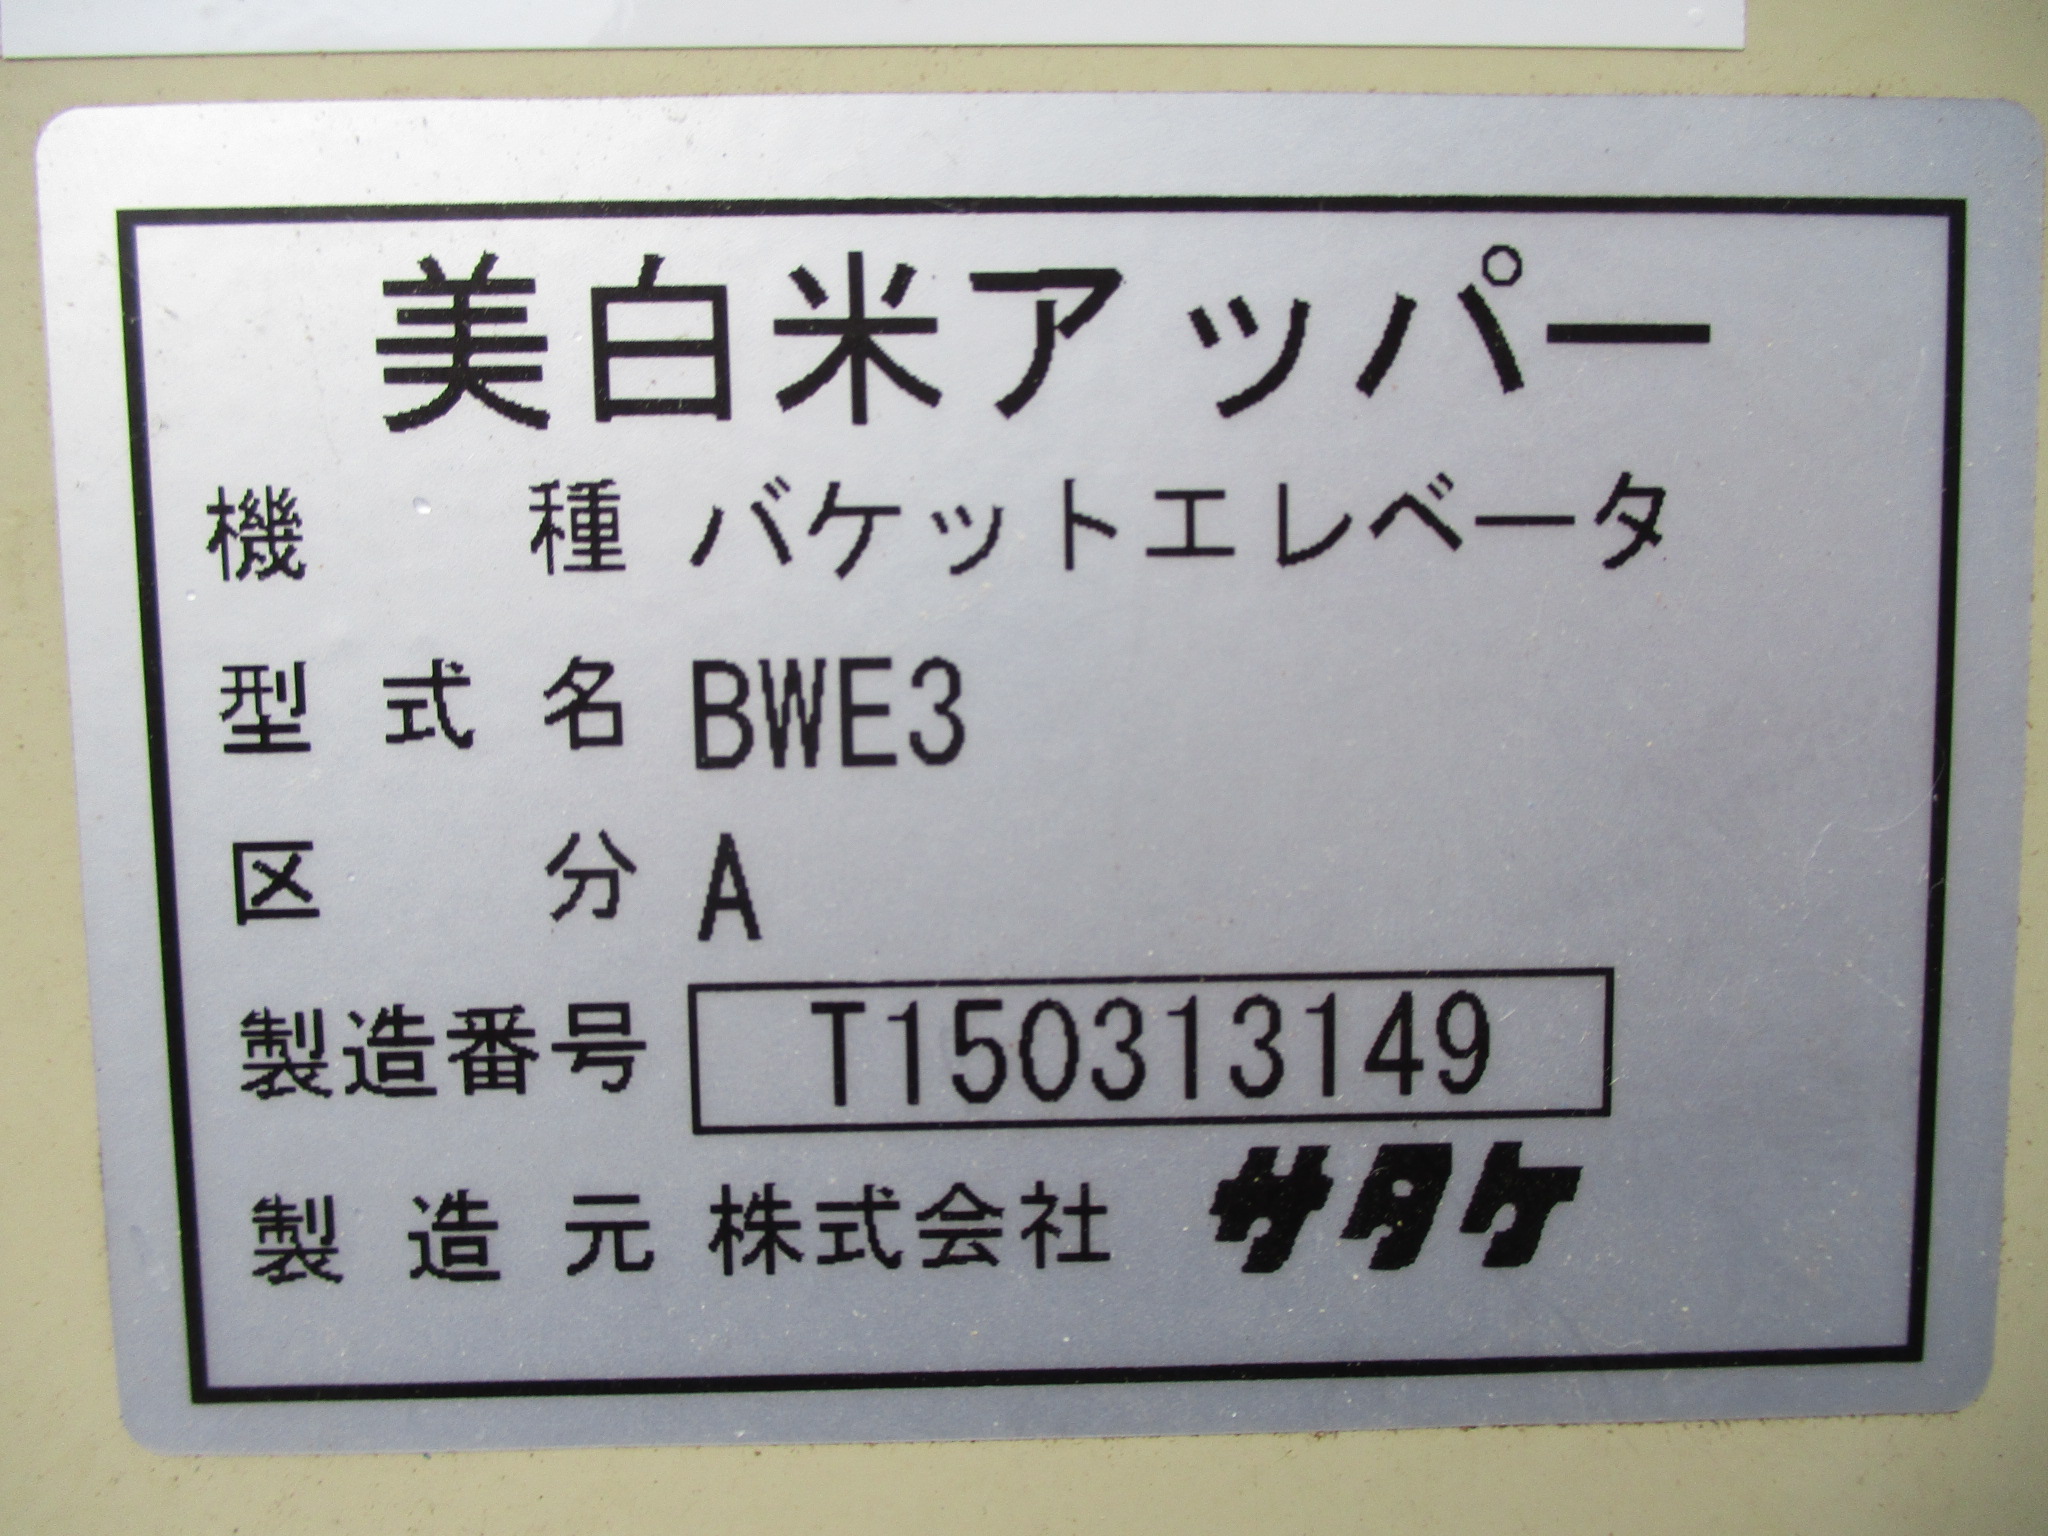 美白米アッパー
機種 バケットエレベータ
型式名 BWE3
区分 A
製造番号 T150313149
製造元 株式会社 サタケ